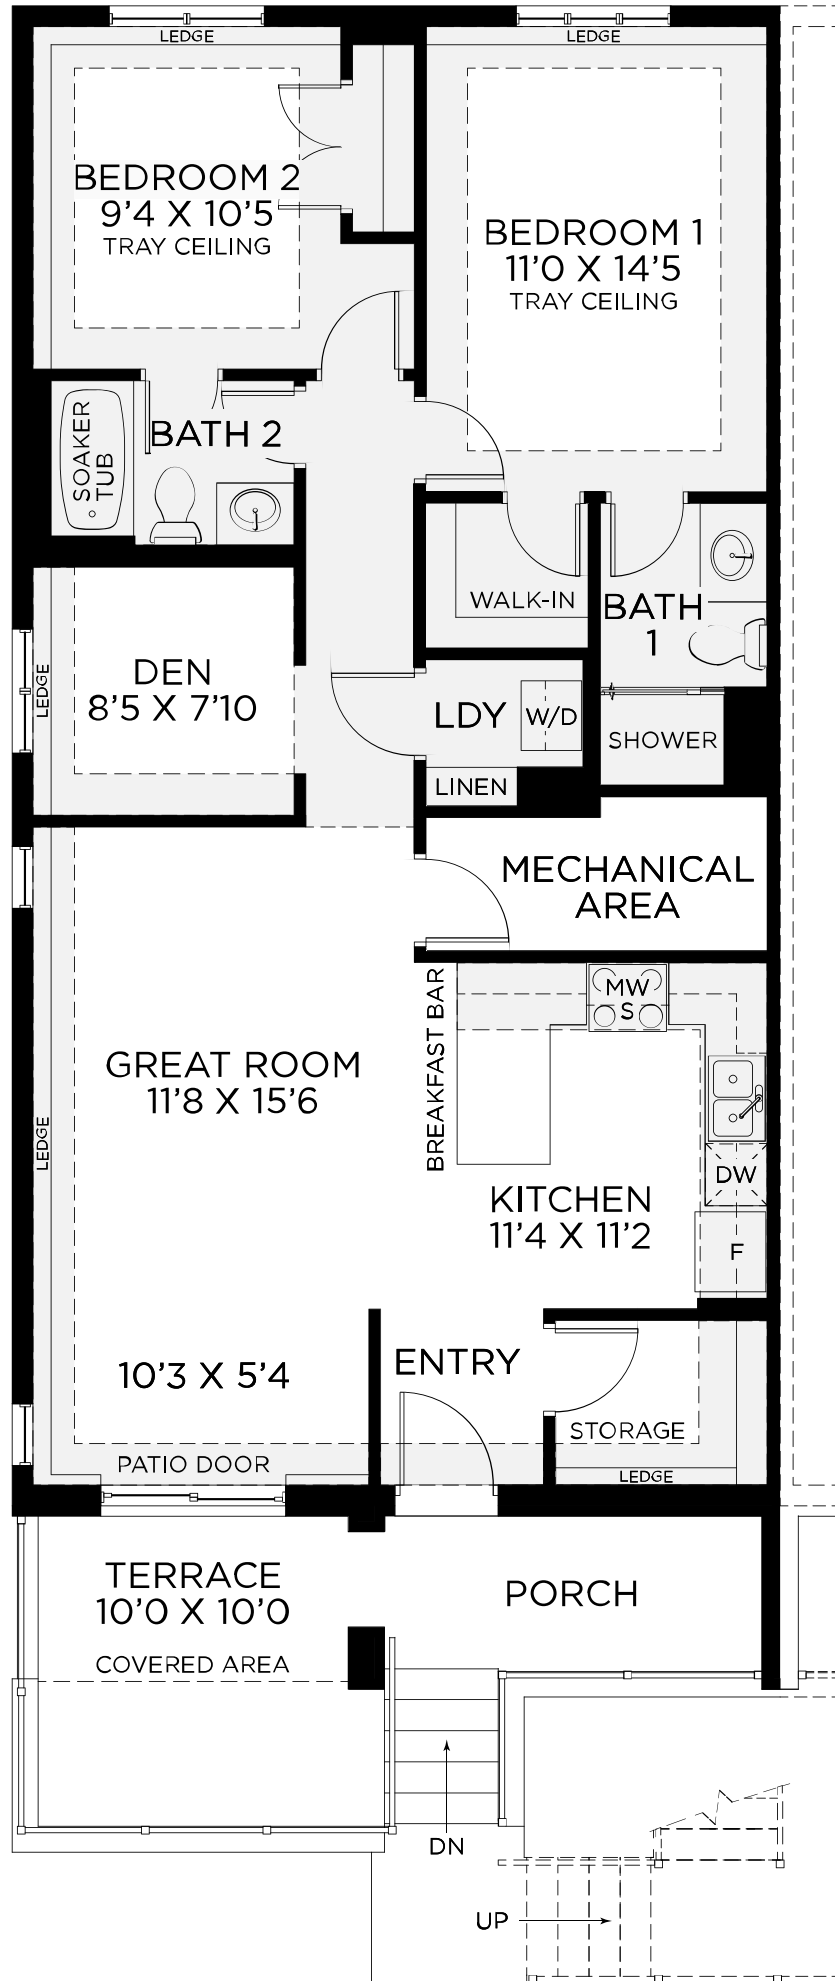 LEDGE
LEDGE
BEDROOM 2
9'4 X 10'5
TRAY CEILING
BEDROOM 1
11'0 X 14'5
TRAY CEILING
SOAKER
TUB
BATH 2
WALK-IN
BATH
1
LEDGE
DEN
8'5 X 7'10
LDY
W/D
SHOWER
LINEN
MECHANICAL
AREA
BREAKFAST BAR
MW
S
GREAT ROOM
11'8 X 15'6
LEDGE
DW
KITCHEN
11'4 X 11'2
F
10'3 X 5'4
ENTRY
STORAGE
PATIO DOOR
LEDGE
TERRACE
10'0 X 10'0
COVERED AREA
PORCH
DN
UP